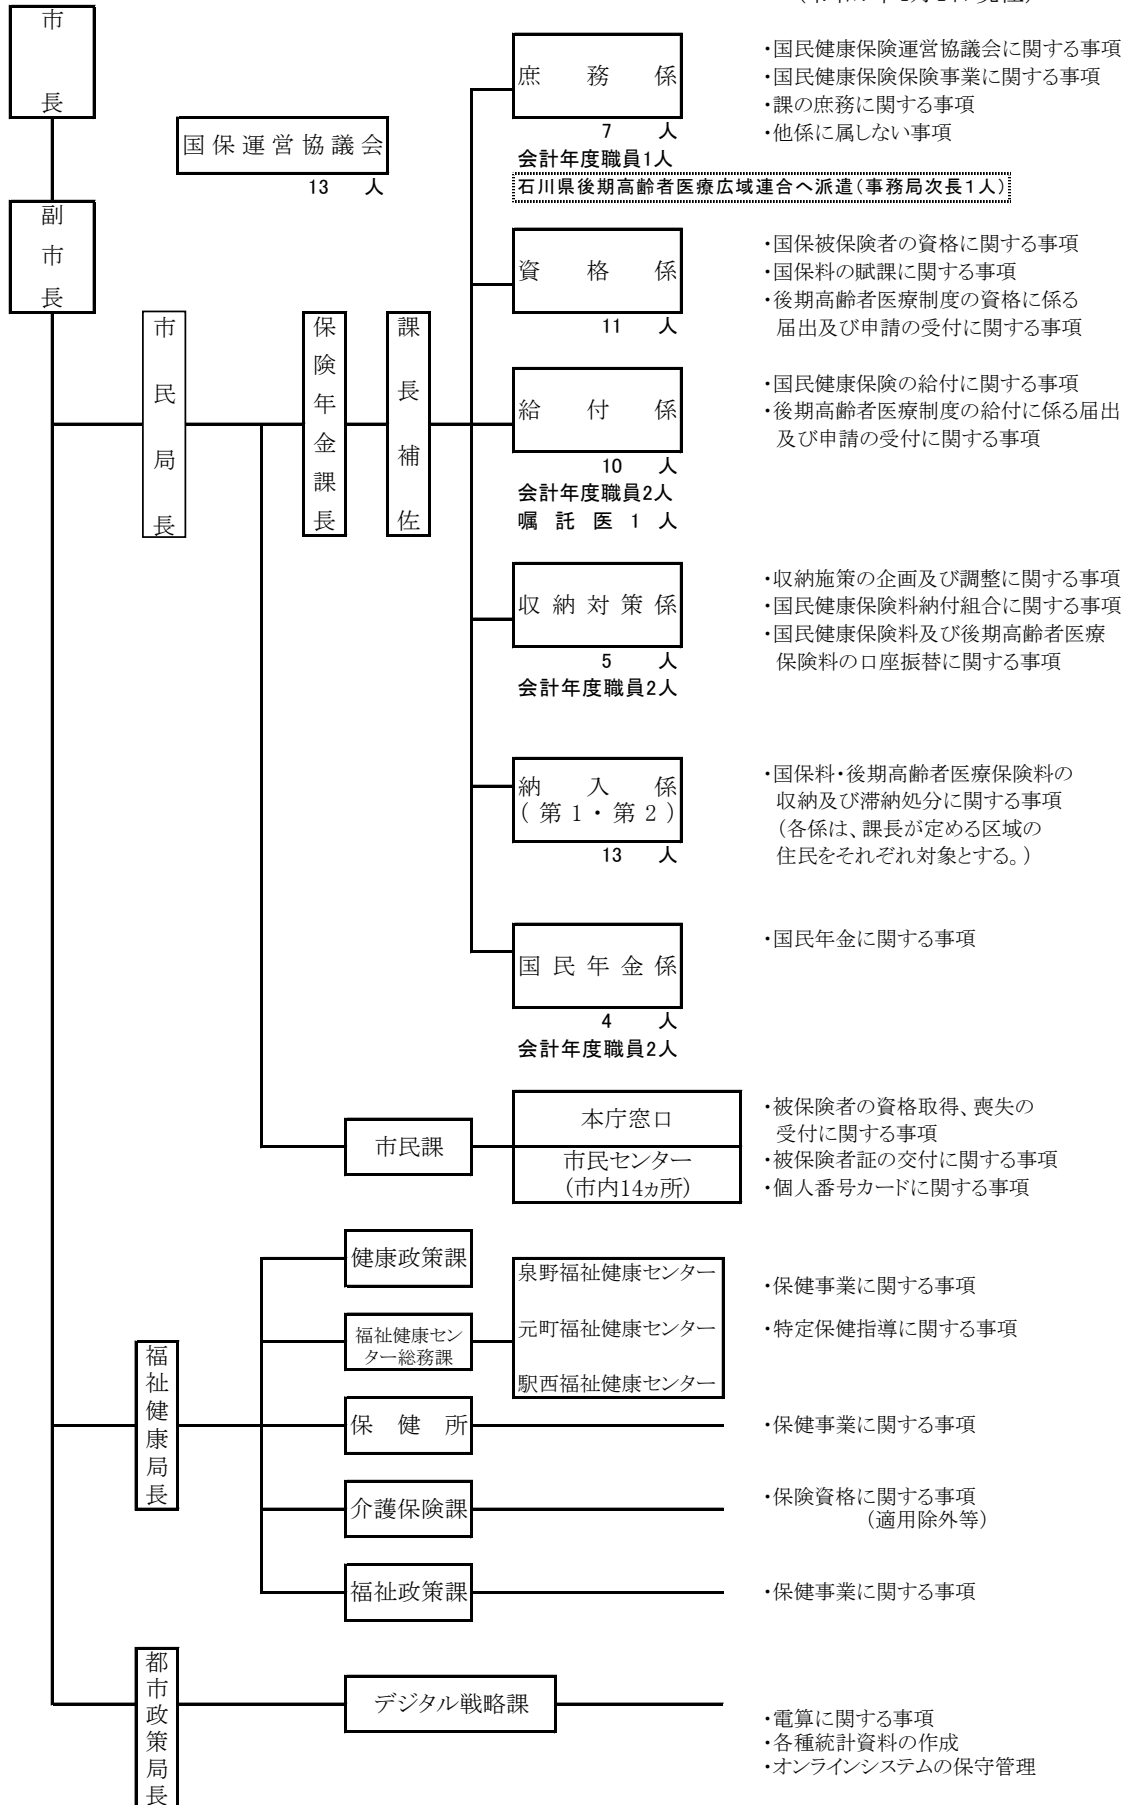 市長
副市長
国保運営協議会
13 人
市民局長
保険年金課長
課長補佐
庶務係
7 人
会計年度職員1人
石川県後期高齢者医療広域連合へ派遣(事務局次長1人)
・国民健康保険運営協議会に関する事項
・国民健康保険保険事業に関する事項
・課の庶務に関する事項
・他係に属しない事項
資格係
11 人
・国保被保険者の資格に関する事項
・国保料の賦課に関する事項
・後期高齢者医療制度の資格に係る
届出及び申請の受付に関する事項
給付係
10 人
会計年度職員2人
嘱託医1人
・国民健康保険の給付に関する事項
・後期高齢者医療制度の給付に係る届出
及び申請の受付に関する事項
収納対策係
5 人
会計年度職員2人
・収納施策の企画及び調整に関する事項
・国民健康保険料納付組合に関する事項
・国民健康保険料及び後期高齢者医療
保険料の口座振替に関する事項
納入係
(第1・第2)
13 人
・国保料・後期高齢者医療保険料の
収納及び滞納処分に関する事項
(各係は、課長が定める区域の
住民をそれぞれ対象とする。)
国民年金係
4 人
会計年度職員2人
・国民年金に関する事項
市民課
本庁窓口
市民センター
(市内14ヵ所)
・被保険者の資格取得、喪失の
受付に関する事項
・被保険者証の交付に関する事項
・個人番号カードに関する事項
福祉健康局長
健康政策課
福祉健康セン
ター総務課
泉野福祉健康センター
元町福祉健康センター
駅西福祉健康センター
・保健事業に関する事項
・特定保健指導に関する事項
保健所
・保健事業に関する事項
介護保険課
・保険資格に関する事項
(適用除外等)
福祉政策課
・保健事業に関する事項
都市政策局長
デジタル戦略課
・電算に関する事項
・各種統計資料の作成
・オンラインシステムの保守管理